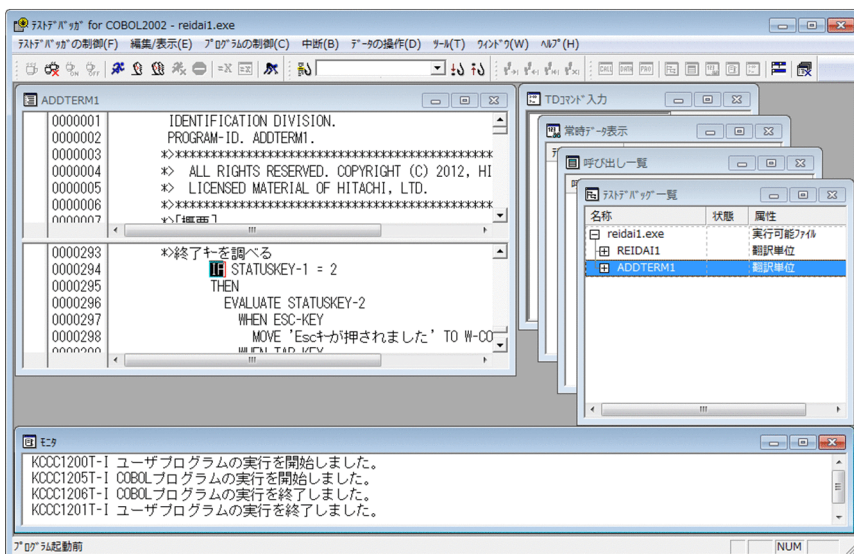 ﾃｽﾄﾃﾞﾊﾞｯｶﾞ for COBOL2002 - reidai1.exe
ﾃｽﾄﾃﾞﾊﾞｯｶﾞの制御(F) 編集/表示(E) ﾌﾟﾛｸﾞﾗﾑの制御(C) 中断(B) ﾃﾞｰﾀの操作(D) ﾂｰﾙ(T) ｳｨﾝﾄﾞｳ(W) ﾍﾙﾌﾟ(H)
ADDTERM1
0000001 IDENTIFICATION DIVISION.
0000002 PROGRAM-ID. ADDTERM1.
0000003 *>*********************************************
0000004 *> ALL RIGHTS RESERVED. COPYRIGHT (C) 2012, HI
0000005 *> LICENSED MATERIAL OF HITACHI, LTD.
0000006 *>*********************************************
0000007 *>[概要]
0000293 *>終了キーを調べる
0000294 IF STATUSKEY-1 = 2
0000295 THEN
0000296 EVALUATE STATUSKEY-2
0000297 WHEN ESC-KEY
0000298 MOVE 'Escｷｰが押されました' TO W-CO
0000299 WHEN TAB-KEY
TDｺﾏﾝﾄﾞ入力
常時ﾃﾞｰﾀ表示
呼び出し一覧
ﾃｽﾄﾃﾞﾊﾞｯｸﾞ一覧
名称 状態 属性
reidai1.exe 実行可能ﾌｧｲﾙ
REIDAI1 翻訳単位
ADDTERM1 翻訳単位
ﾓﾆﾀ
KCCC1200T-I ユーザプログラムの実行を開始しました。
KCCC1205T-I COBOLプログラムの実行を開始しました。
KCCC1206T-I COBOLプログラムの実行を終了しました。
KCCC1201T-I ユーザプログラムの実行を終了しました。
ﾌﾟﾛｸﾞﾗﾑ起動前 NUM